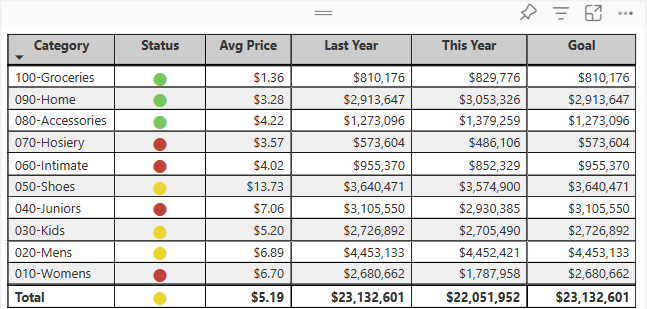 Category Status Avg Price Last Year This Year Goal
100-Groceries $1.36 $810,176 $829,776 $810,176
090-Home $3.28 $2,913,647 $3,053,326 $2,913,647
080-Accessories $4.22 $1,273,096 $1,379,259 $1,273,096
070-Hosiery $3.57 $573,604 $486,106 $573,604
060-Intimate $4.02 $955,370 $852,329 $955,370
050-Shoes $13.73 $3,640,471 $3,574,900 $3,640,471
040-Juniors $7.06 $3,105,550 $2,930,385 $3,105,550
030-Kids $5.20 $2,726,892 $2,705,490 $2,726,892
020-Mens $6.89 $4,453,133 $4,452,421 $4,453,133
010-Womens $6.70 $2,680,662 $1,787,958 $2,680,662
Total $5.19 $23,132,601 $22,051,952 $23,132,601